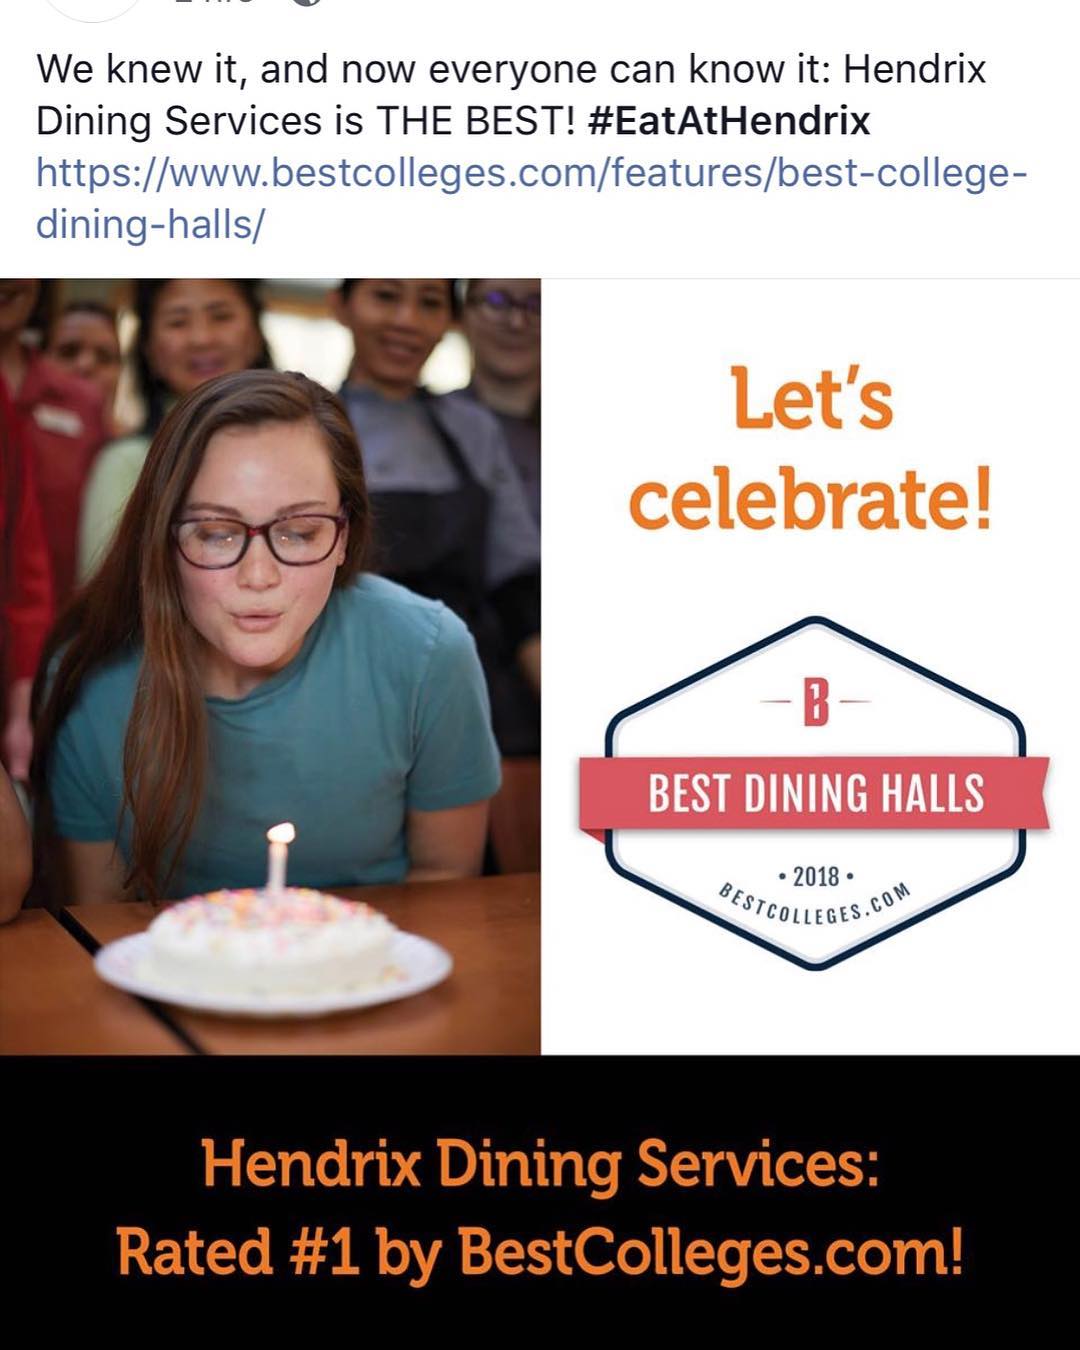 We knew it, and now everyone can know it: Hendrix
Dining Services is THE BEST! #EatAtHendrix
https://www.bestcolleges.com/features/best-college-
dining-halls/
Let's
celebrate!
B
BEST DINING HALLS
• 2018 •
BESTCOLLEGES.COM
Hendrix Dining Services:
Rated #1 by BestColleges.com!